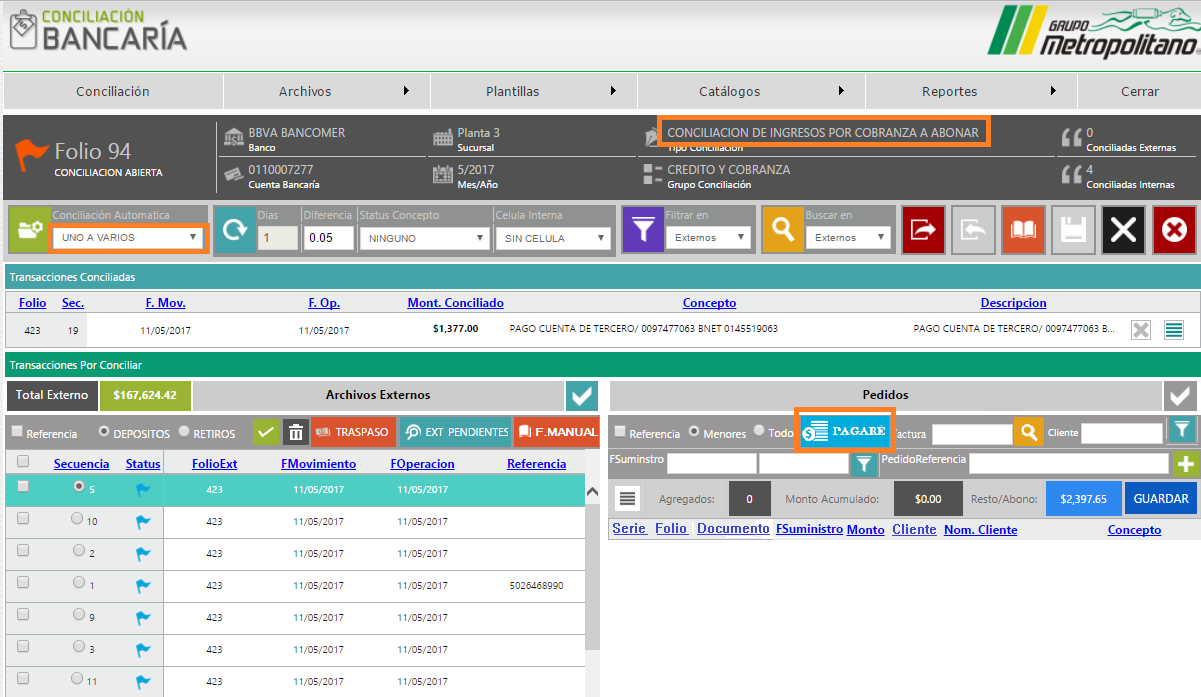 CONCILIACIÓN
BANCARÍA
GRUPO
metropolitano
Conciliación Archivos Plantillas Catálogos Reportes Cerrar
Folio 94
CONCILIACION ABIERTA
BBVA BANCOMER
Banco
Planta 3
Sucursal
CONCILIACION DE INGRESOS POR COBRANZA A ABONAR
Tipo Conciliación
0
Conciliadas Externas
0110007277
Cuenta Bancaría
5/2017
Mes/Año
CREDITO Y COBRANZA
Grupo Conciliación
4
Conciliadas Internas
Conciliación Automatica Dias Diferencia Status Concepto Celula Interna Filtrar en Buscar en
UNO A VARIOS 1 0.05 NINGUNO SIN CELULA Externos Externos
Transacciones Conciliadas
Folio Sec. F. Mov. F. Op. Mont. Conciliado Concepto Descripcion
423 19 11/05/2017 11/05/2017 $1,377.00 PAGO CUENTA DE TERCERO/ 0097477063 BNET 0145519063 PAGO CUENTA DE TERCERO/ 0097477063 B...
Transacciones Por Conciliar
Total Externo $167,624.42 Archivos Externos
Referencia DEPOSITOS RETIROS TRASPASO EXT PENDIENTES F.MANUAL
Secuencia Status FolioExt FMovimiento FOperacion Referencia
5 423 11/05/2017 11/05/2017
10 423 11/05/2017 11/05/2017
2 423 11/05/2017 11/05/2017
1 423 11/05/2017 11/05/2017 5026468990
9 423 11/05/2017 11/05/2017
3 423 11/05/2017 11/05/2017
11 423 11/05/2017 11/05/2017
Pedidos
Referencia Menores Todo PAGARÉ actura Cliente
FSuminstro PedidoReferencia
Agregados: 0 Monto Acumulado: $0.00 Resto/Abono: $2,397.65 GUARDAR
Serie Folio Documento FSuministro Monto Cliente Nom. Cliente Concepto